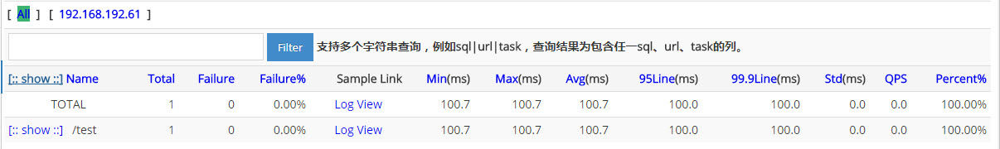 [ All ] [ 192.168.192.61 ]
Filter 支持多个字符串查询，例如sql|url|task，查询结果为包含任一sql、url、task的列。
[:: show ::] Name Total Failure Failure% Sample Link Min(ms) Max(ms) Avg(ms) 95Line(ms) 99.9Line(ms) Std(ms) QPS Percent%
TOTAL 1 0 0.00% Log View 100.7 100.7 100.7 100.0 100.0 0.0 0.0 100.00%
[:: show ::] /test 1 0 0.00% Log View 100.7 100.7 100.7 100.0 100.0 0.0 0.0 100.00%